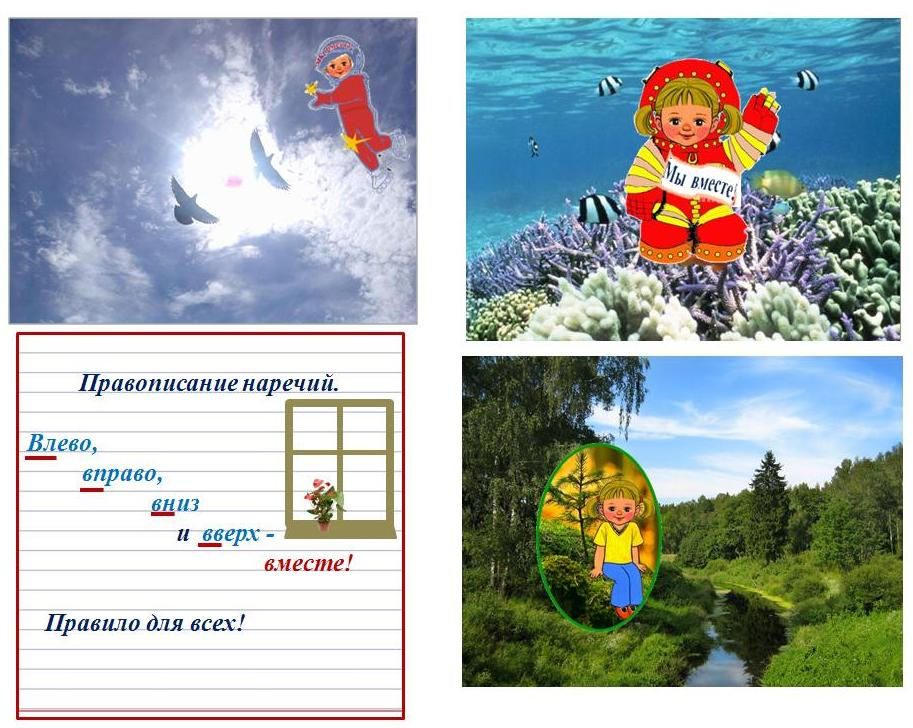 Мы вместе!
Правописание наречий.
Влево,
вправо,
вниз
и вверх -
вместе!
Правило для всех!